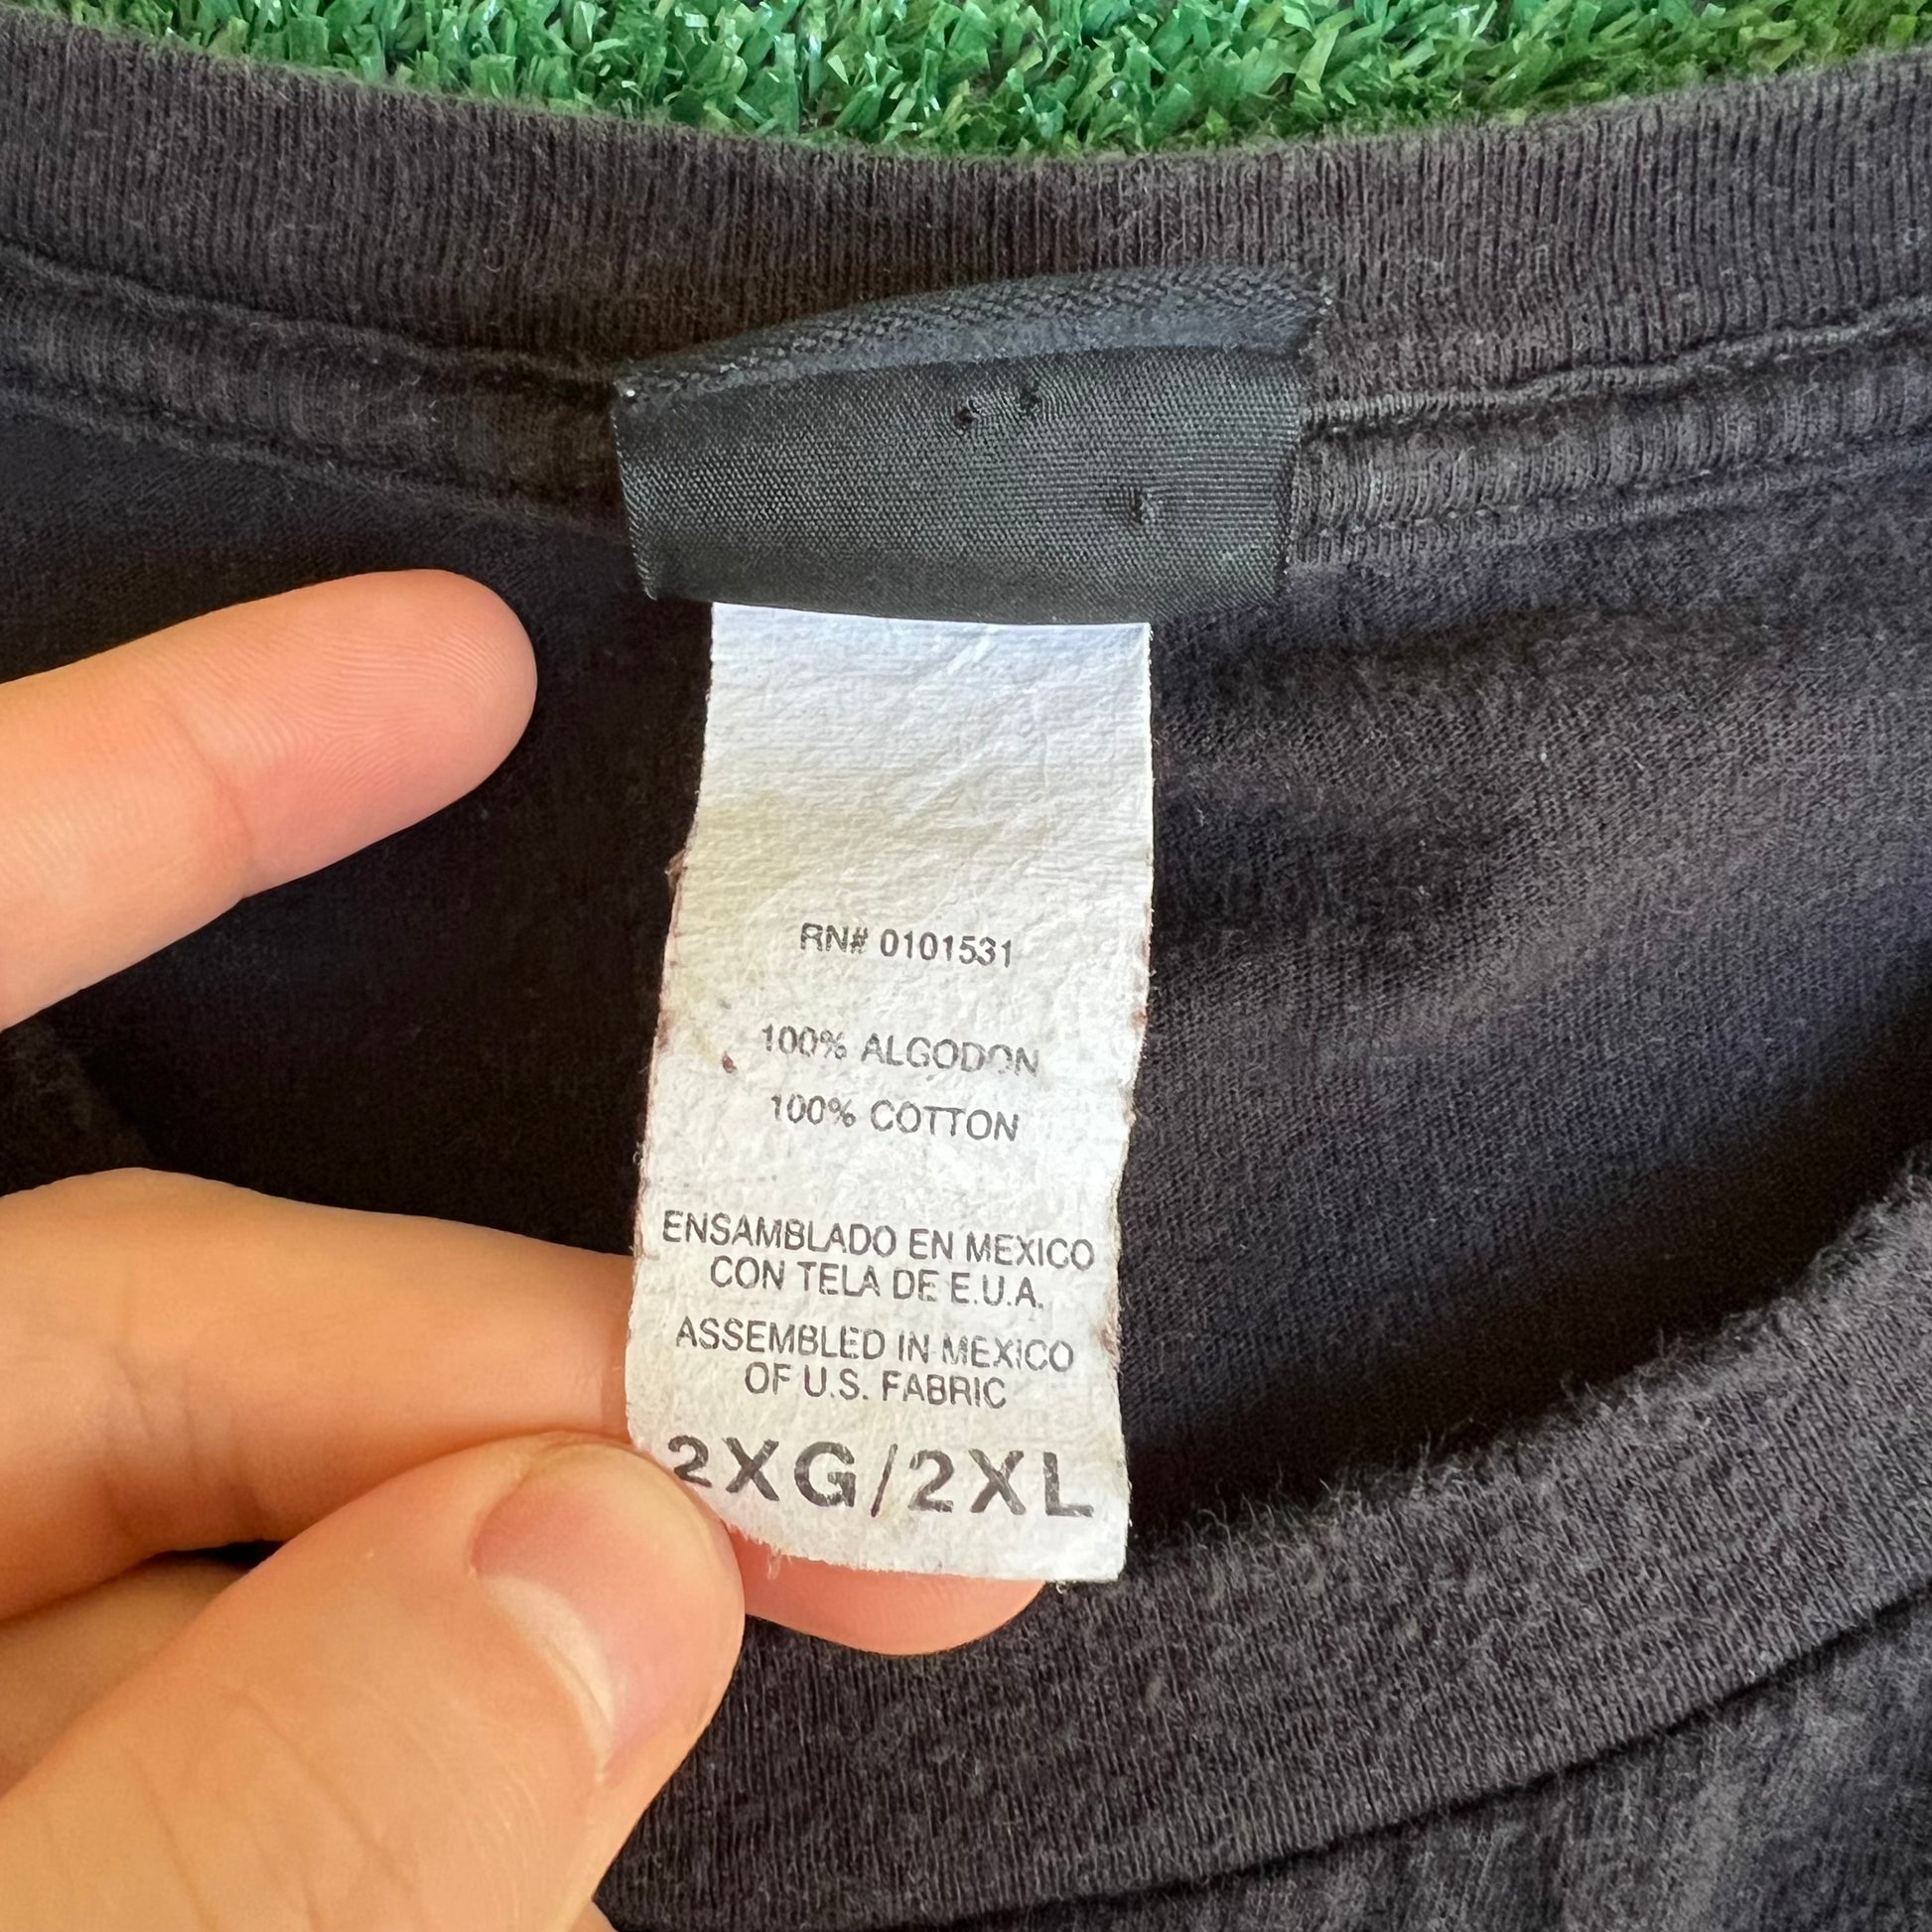 RN# 0101531
100% ALGODON
100% COTTON
ENSAMBLADO EN MEXICO
CON TELA DE E.U.A.
ASSEMBLED IN MEXICO
OF U.S. FABRIC
2XG/2XL